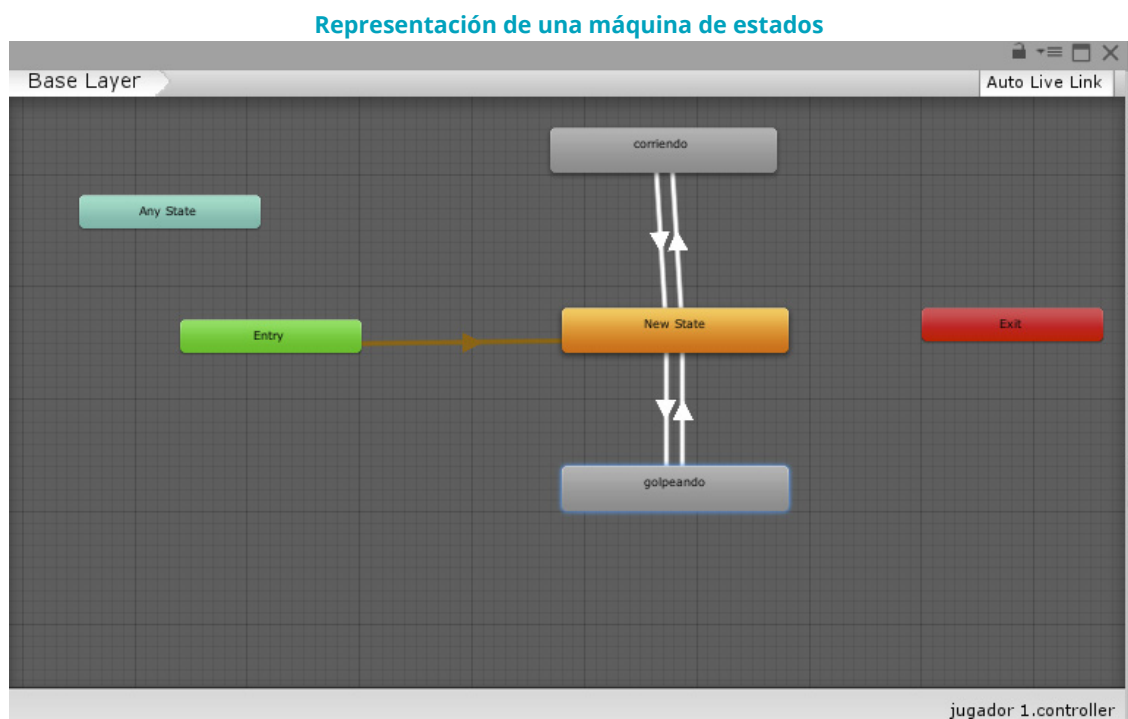 Representación de una máquina de estados
Base Layer
Auto Live Link
corriendo
Any State
New State
Exit
Entry
golpeando
jugador 1.controller